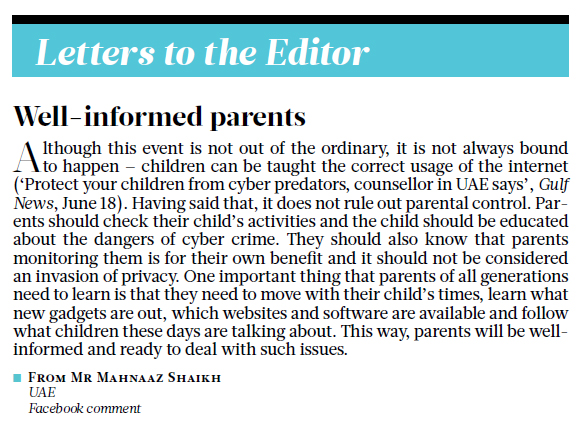 Letters to the Editor
Well-informed parents
Although this event is not out of the ordinary, it is not always bound
to happen – children can be taught the correct usage of the internet
(‘Protect your children from cyber predators, counsellor in UAE says’, Gulf
News, June 18). Having said that, it does not rule out parental control. Par-
ents should check their child’s activities and the child should be educated
about the dangers of cyber crime. They should also know that parents
monitoring them is for their own benefit and it should not be considered
an invasion of privacy. One important thing that parents of all generations
need to learn is that they need to move with their child’s times, learn what
new gadgets are out, which websites and software are available and follow
what children these days are talking about. This way, parents will be well-
informed and ready to deal with such issues.
From Mr Mahnaaz Shaikh
UAE
Facebook comment